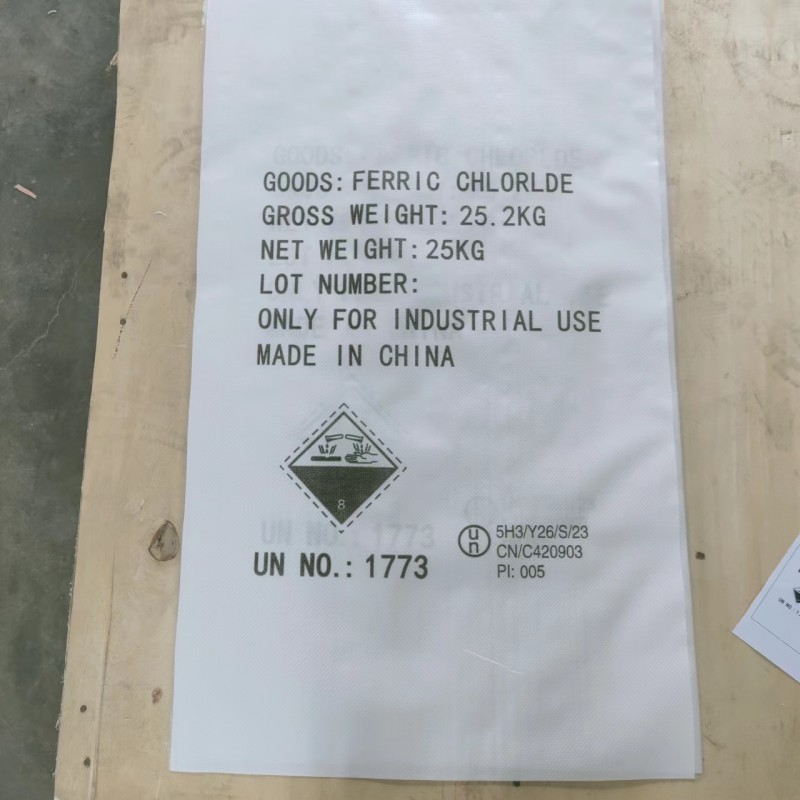 GOODS: FERRIC CHLORLDE
GROSS WEIGHT: 25.2KG
NET WEIGHT: 25KG
LOT NUMBER:
ONLY FOR INDUSTRIAL USE
MADE IN CHINA
8
UN NO.: 1773
un
5H3/Y26/S/23
CN/C420903
PI: 005